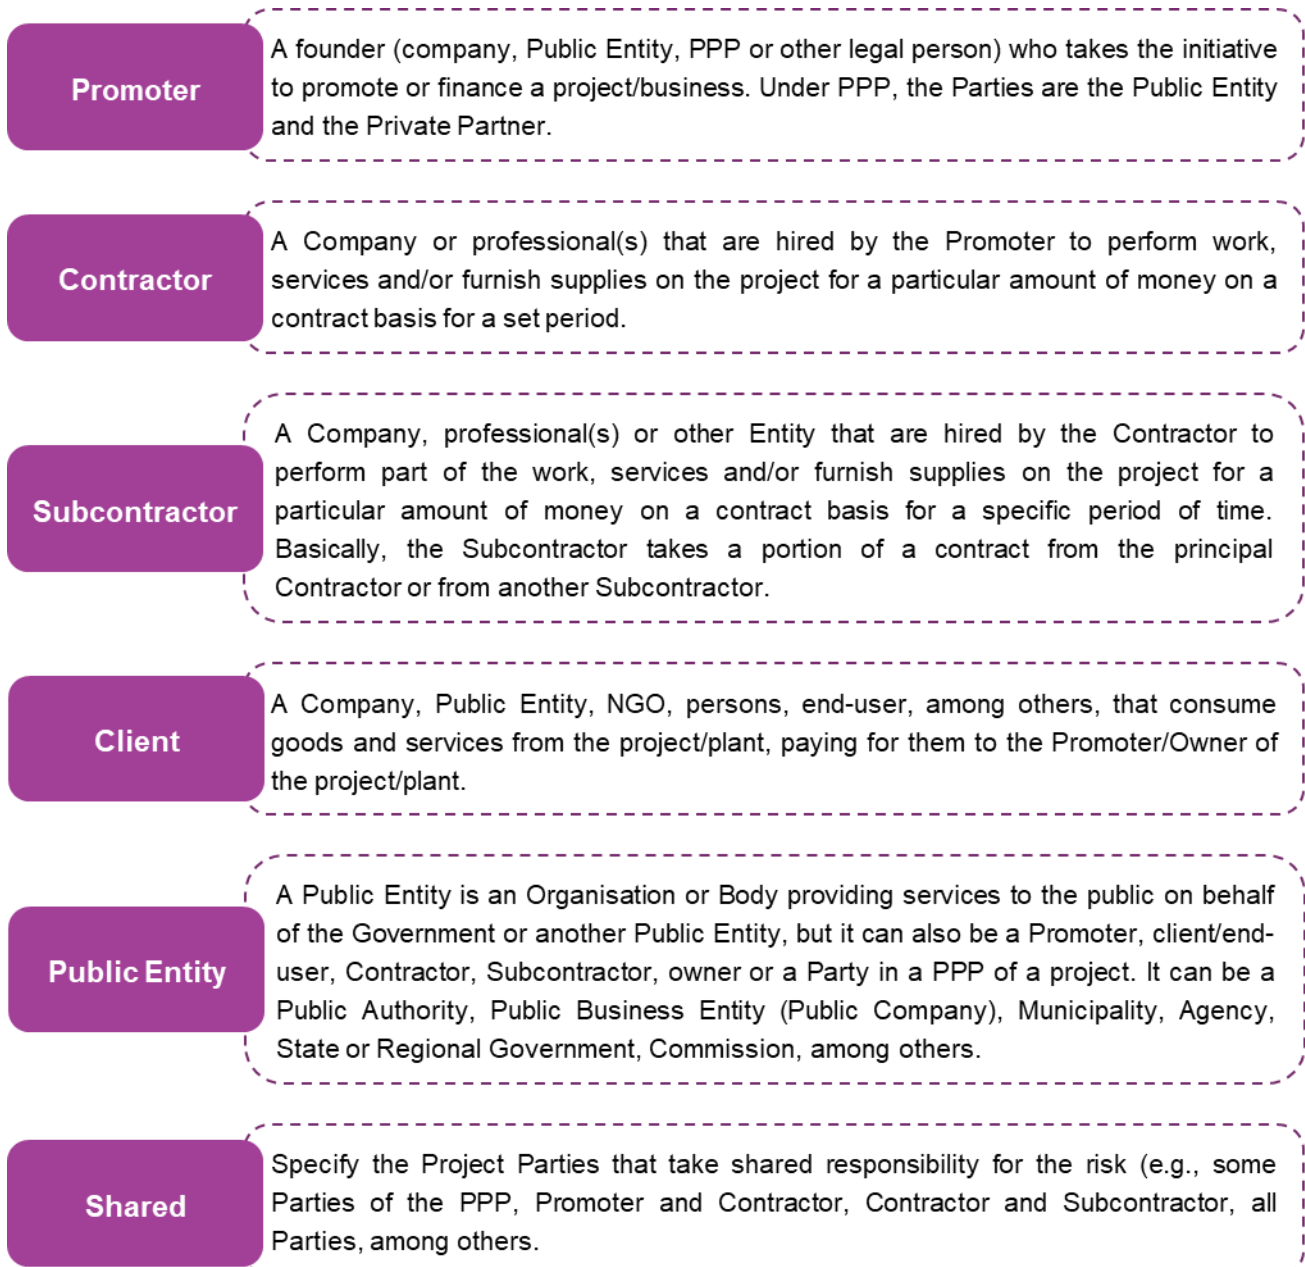 Promoter
A founder (company, Public Entity, PPP or other legal person) who takes the initiative
to promote or finance a project/business. Under PPP, the Parties are the Public Entity
and the Private Partner.
Contractor
A Company or professional(s) that are hired by the Promoter to perform work,
services and/or furnish supplies on the project for a particular amount of money on a
contract basis for a set period.
Subcontractor
A Company, professional(s) or other Entity that are hired by the Contractor to
perform part of the work, services and/or furnish supplies on the project for a
particular amount of money on a contract basis for a specific period of time.
Basically, the Subcontractor takes a portion of a contract from the principal
Contractor or from another Subcontractor.
Client
A Company, Public Entity, NGO, persons, end-user, among others, that consume
goods and services from the project/plant, paying for them to the Promoter/Owner of
the project/plant.
Public Entity
A Public Entity is an Organisation or Body providing services to the public on behalf
of the Government or another Public Entity, but it can also be a Promoter, client/end-
user, Contractor, Subcontractor, owner or a Party in a PPP of a project. It can be a
Public Authority, Public Business Entity (Public Company), Municipality, Agency,
State or Regional Government, Commission, among others.
Shared
Specify the Project Parties that take shared responsibility for the risk (e.g., some
Parties of the PPP, Promoter and Contractor, Contractor and Subcontractor, all
Parties, among others.